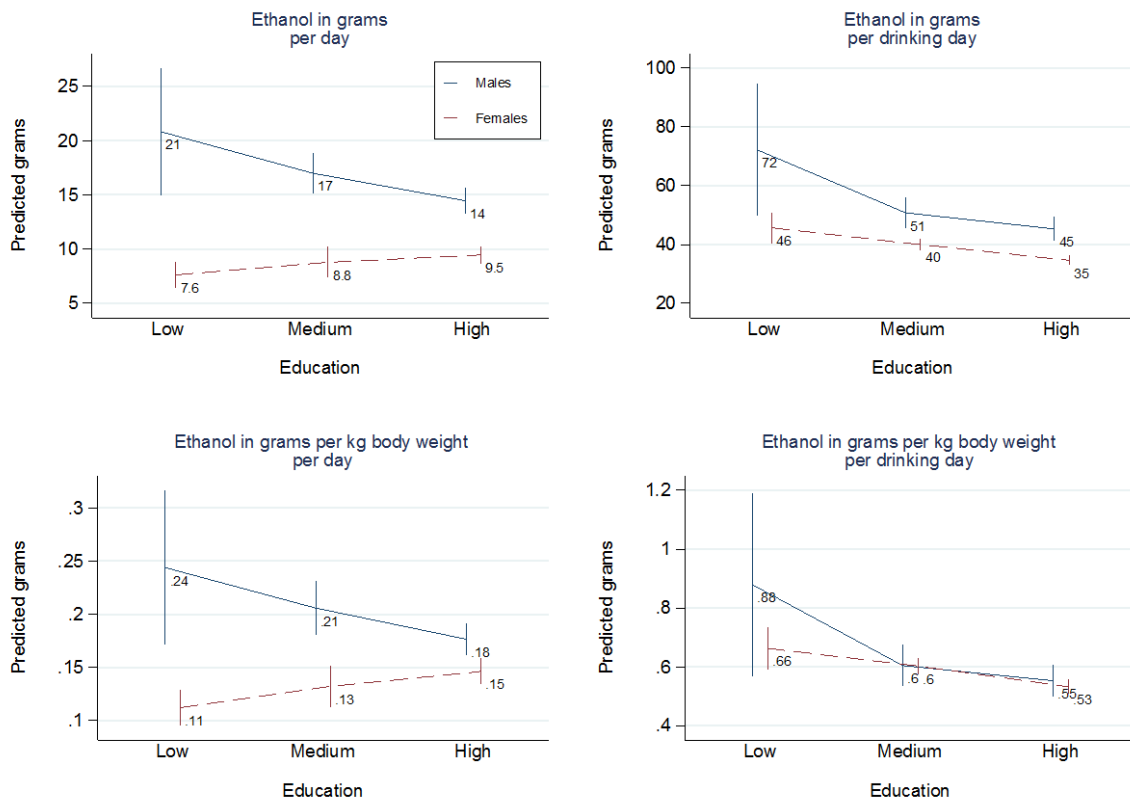 Ethanol in grams
per day
Predicted grams
25
20
15
10
5
Males
Females
21
17
14
7.6
8.8
9.5
Low Medium High
Education
Ethanol in grams
per drinking day
Predicted grams
100
80
60
40
20
72
51
45
46
40
35
Low Medium High
Education
Ethanol in grams per kg body weight
per day
Predicted grams
.3
.25
.2
.15
.1
.24
.21
.18
.11
.13
.15
Low Medium High
Education
Ethanol in grams per kg body weight
per drinking day
Predicted grams
1.2
1
.8
.6
.4
.88
.66
.6 .6
.55 .53
Low Medium High
Education